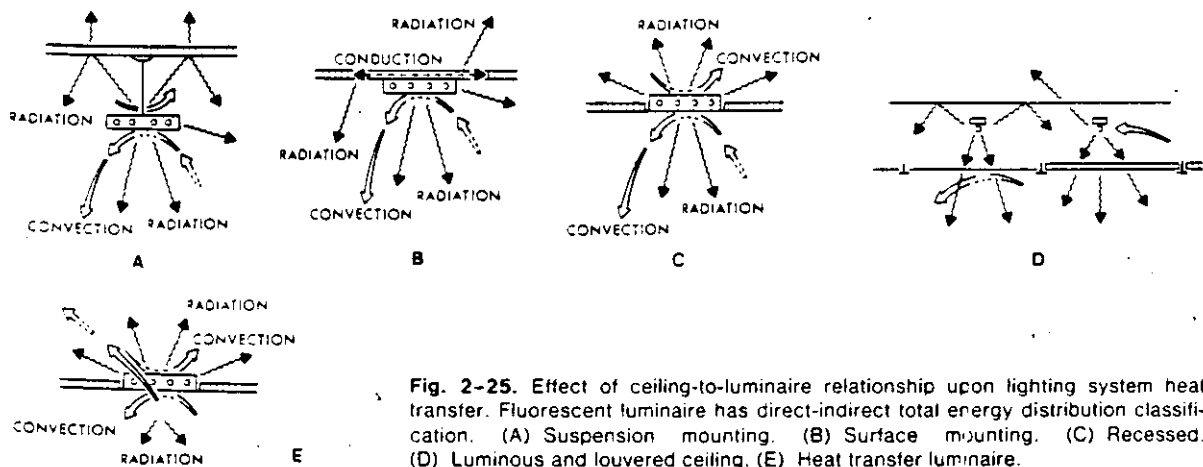 RADIATION
CONVECTION
RADIATION
A
RADIATION
CONDUCTION
RADIATION
CONVECTION
RADIATION
B
RADIATION
CONVECTION
CONVECTION
RADIATION
C
D
RADIATION
CONVECTION
CONVECTION
RADIATION
E
Fig. 2-25. Effect of ceiling-to-luminaire relationship upon lighting system heat
transfer. Fluorescent luminaire has direct-indirect total energy distribution classifi-
cation. (A) Suspension mounting. (B) Surface mounting. (C) Recessed.
(D) Luminous and louvered ceiling. (E) Heat transfer luminaire.